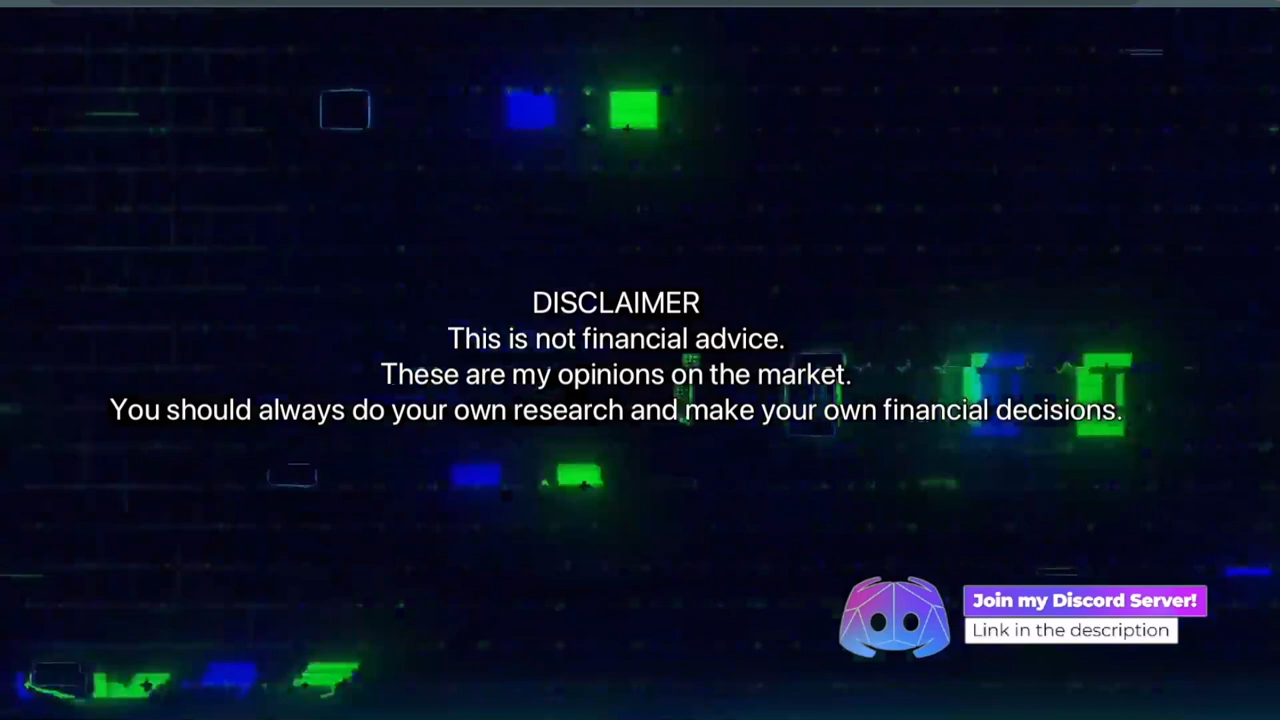 DISCLAIMER
This is not financial advice.
These are my opinions on the market.
You should always do your own research and make your own financial decisions.
Join my Discord Server!
Link in the description